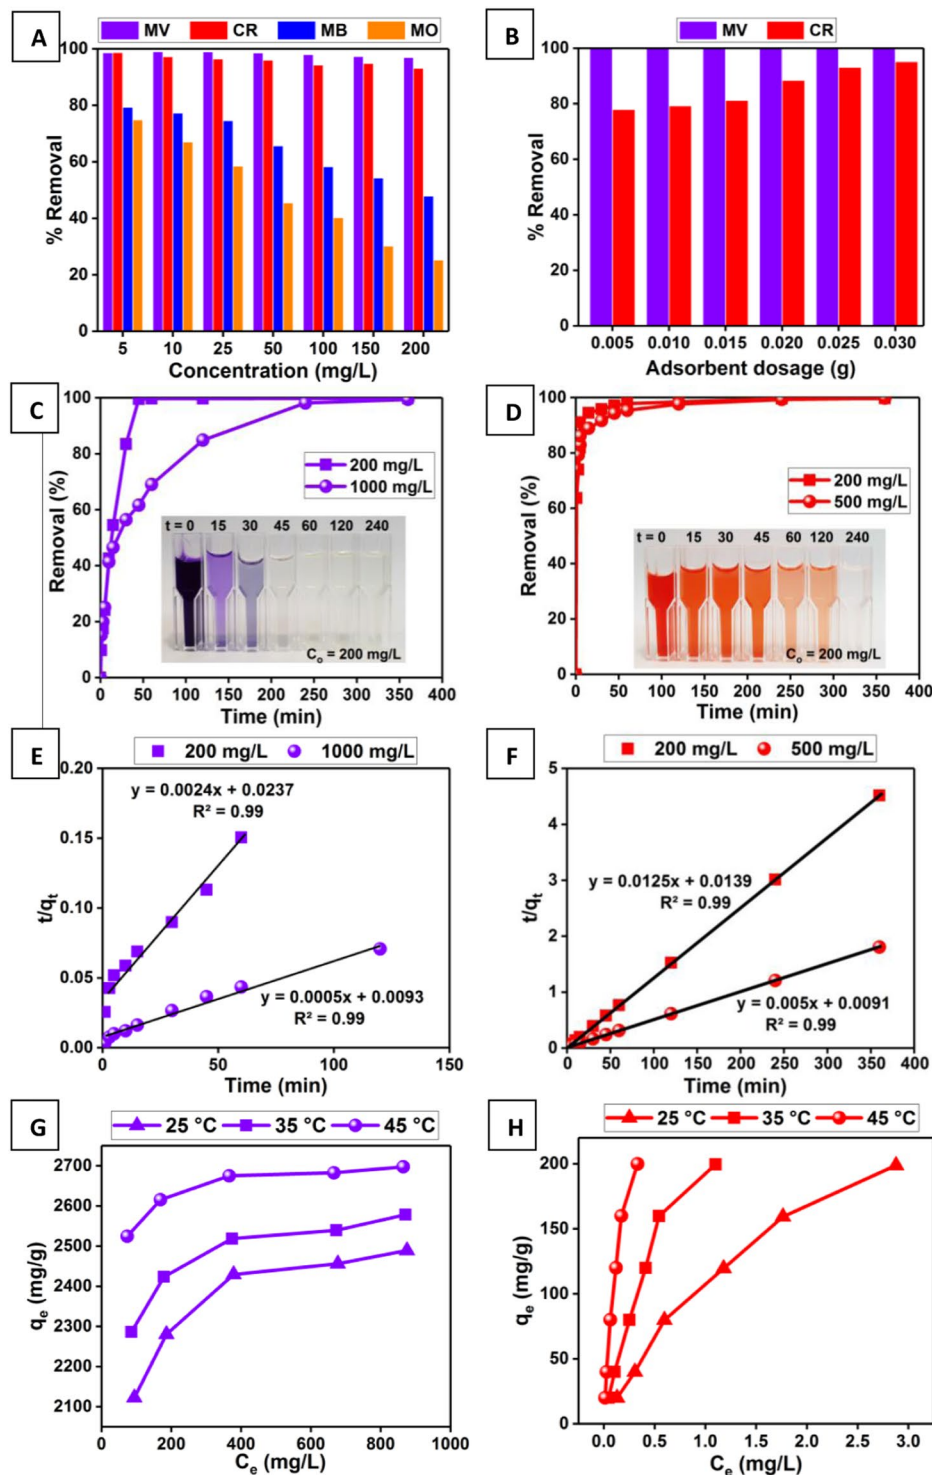 A
MV CR MB MO
% Removal
100
80
60
40
20
0
5 10 25 50 100 150 200
Concentration (mg/L)
B
MV CR
% Removal
100
80
60
40
20
0
0.005 0.010 0.015 0.020 0.025 0.030
Adsorbent dosage (g)
C
Removal (%)
100
80
60
40
20
0
200 mg/L
1000 mg/L
t = 0 15 30 45 60 120 240
Co = 200 mg/L
0 50 100 150 200 250 300 350 400
Time (min)
D
Removal (%)
100
80
60
40
20
0
200 mg/L
500 mg/L
t = 0 15 30 45 60 120 240
Co = 200 mg/L
0 50 100 150 200 250 300 350 400
Time (min)
E
200 mg/L 1000 mg/L
t/qt
0.20
0.15
0.10
0.05
0.00
y = 0.0024x + 0.0237
R² = 0.99
y = 0.0005x + 0.0093
R² = 0.99
0 50 100 150
Time (min)
F
200 mg/L 500 mg/L
t/qt
5
4
3
2
1
0
y = 0.0125x + 0.0139
R² = 0.99
y = 0.005x + 0.0091
R² = 0.99
0 50 100 150 200 250 300 350 400
Time (min)
G
25 °C 35 °C 45 °C
qe (mg/g)
2700
2600
2500
2400
2300
2200
2100
0 200 400 600 800 1000
Ce (mg/L)
H
25 °C 35 °C 45 °C
qe (mg/g)
200
150
100
50
0
0.0 0.5 1.0 1.5 2.0 2.5 3.0
Ce (mg/L)